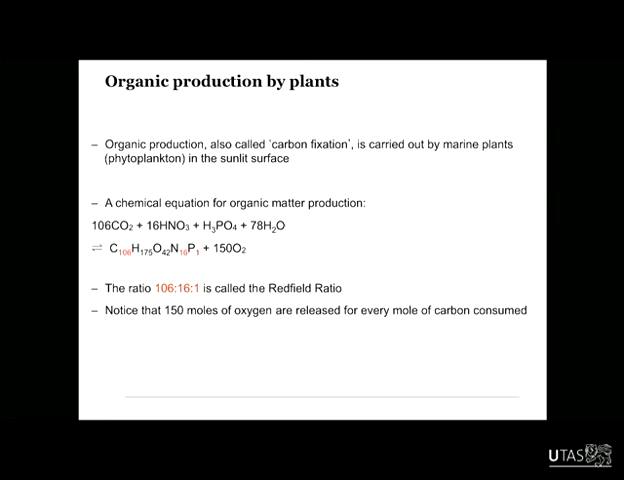 Organic production by plants
– Organic production, also called `carbon fixation', is carried out by marine plants
(phytoplankton) in the sunlit surface
– A chemical equation for organic matter production:
106CO₂ + 16HNO₃ + H₃PO₄ + 78H₂O
⇌ C₁₀₆H₁₇₅O₄₂N₁₆P₁ + 150O₂
– The ratio 106:16:1 is called the Redfield Ratio
– Notice that 150 moles of oxygen are released for every mole of carbon consumed
UTAS